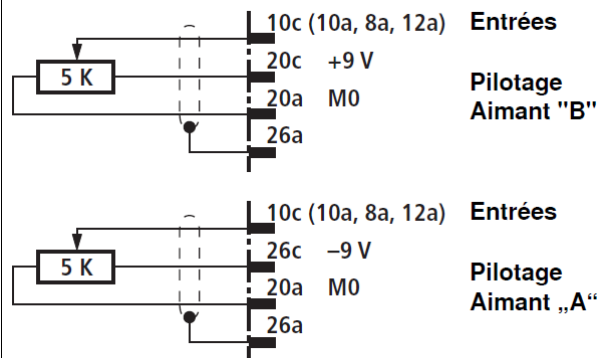 10c (10a, 8a, 12a) Entrées
20c +9 V
5 K
Pilotage
Aimant "B"
20a M0
26a
10c (10a, 8a, 12a) Entrées
26c –9 V
5 K
Pilotage
Aimant „A“
20a M0
26a